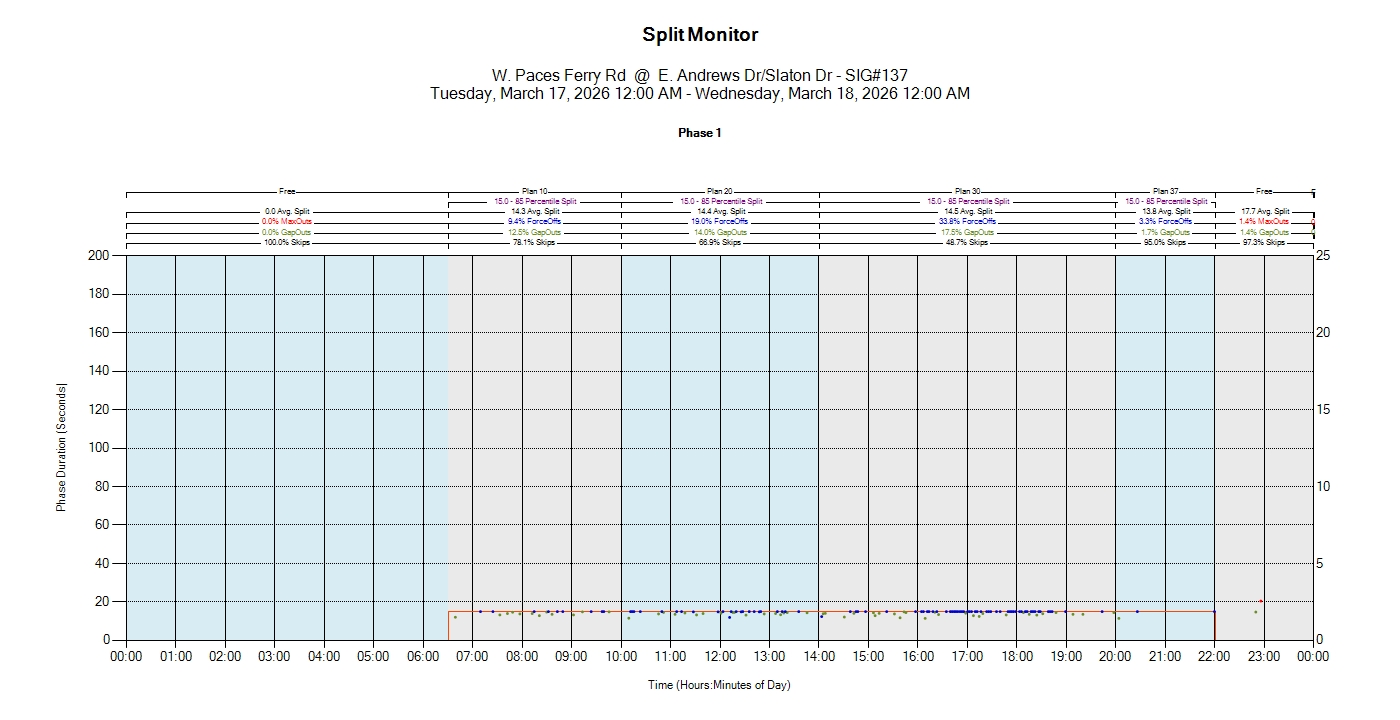 Split Monitor
W. Paces Ferry Rd @ E. Andrews Dr/Slaton Dr - SIG#137
Tuesday, March 17, 2026 12:00 AM - Wednesday, March 18, 2026 12:00 AM
Phase 1
Free Plan 10 Plan 20 Plan 30 Plan 37 Free
15.0 - 85 Percentile Split 15.0 - 85 Percentile Split 15.0 - 85 Percentile Split 15.0 - 85 Percentile Split
0.0 Avg. Split 14.3 Avg. Split 14.4 Avg. Split 14.5 Avg. Split 13.8 Avg. Split 17.7 Avg. Split
0.0% MaxOuts 9.4% ForceOffs 19.0% ForceOffs 33.8% ForceOffs 3.3% ForceOffs 1.4% MaxOuts
0.0% GapOuts 12.5% GapOuts 14.0% GapOuts 17.5% GapOuts 1.7% GapOuts 1.4% GapOuts
100.0% Skips 78.1% Skips 66.9% Skips 48.7% Skips 95.0% Skips 97.3% Skips
200 25
180
160 20
140
120 15
100
80 10
60
40 5
20
0 0
Phase Duration (Seconds)
00:00 01:00 02:00 03:00 04:00 05:00 06:00 07:00 08:00 09:00 10:00 11:00 12:00 13:00 14:00 15:00 16:00 17:00 18:00 19:00 20:00 21:00 22:00 23:00 00:00
Time (Hours:Minutes of Day)